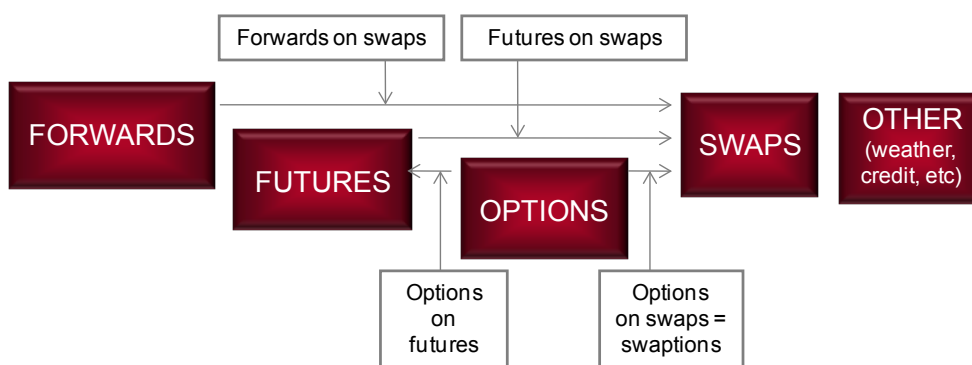 Forwards on swaps
Futures on swaps
FORWARDS
FUTURES
OPTIONS
SWAPS
OTHER
(weather,
credit, etc)
Options
on
futures
Options
on swaps =
swaptions